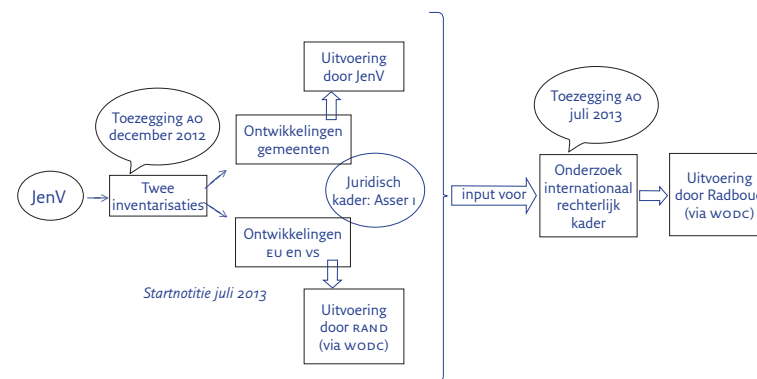 Uitvoering
door JenV
Toezegging AO
december 2012
Ontwikkelingen
gemeenten
JenV
Twee
inventarisaties
Juridisch
kader: Asser I
Ontwikkelingen
EU en VS
Startnotitie juli 2013
Uitvoering
door RAND
(via WODC)
input voor
Toezegging AO
juli 2013
Onderzoek
internationaal
rechterlijk
kader
Uitvoering
door Radboud
(via WODC)